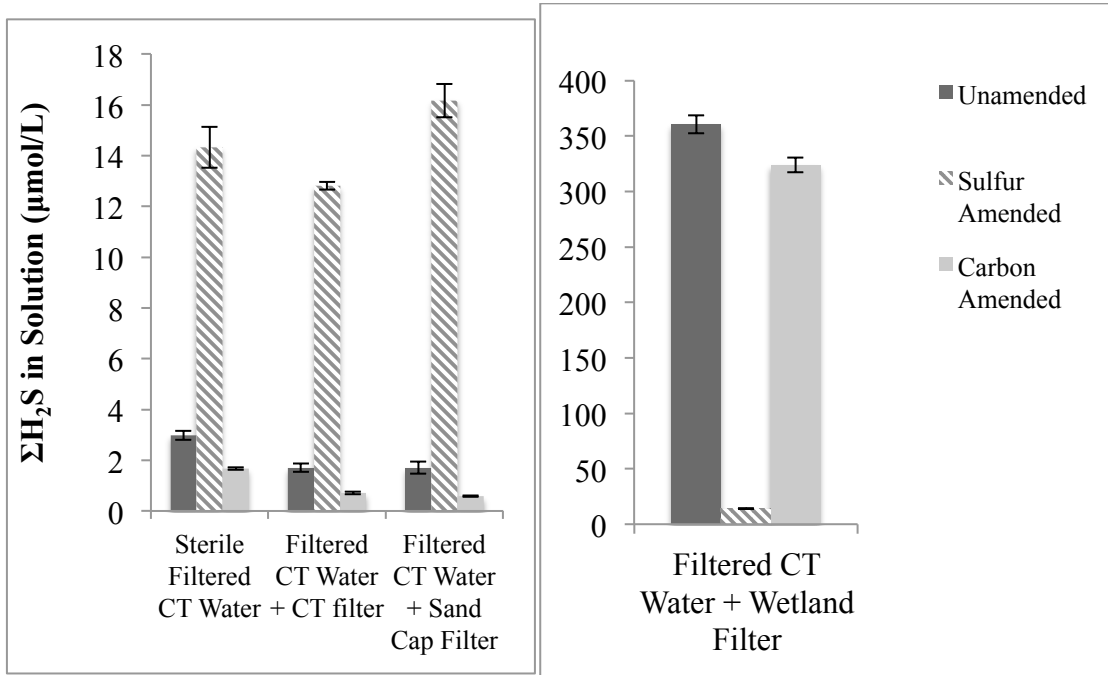 ΣH₂S in Solution (µmol/L)
18
16
14
12
10
8
6
4
2
0
Sterile
Filtered
CT Water
Filtered
CT Water
+ CT filter
Filtered
CT Water
+ Sand
Cap Filter
400
350
300
250
200
150
100
50
0
Filtered CT
Water + Wetland
Filter
Unamended
Sulfur
Amended
Carbon
Amended